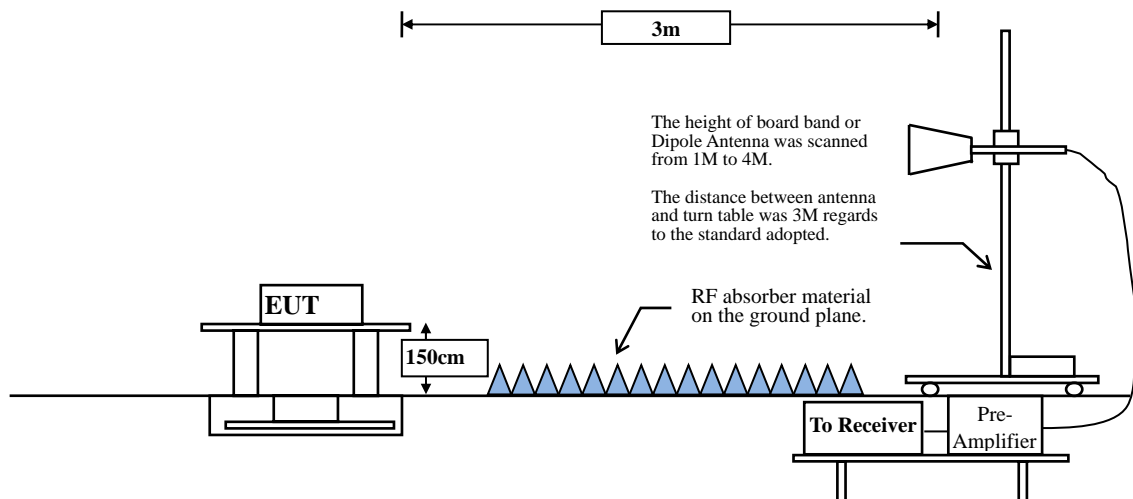 3m
The height of board band or
Dipole Antenna was scanned
from 1M to 4M.
The distance between antenna
and turn table was 3M regards
to the standard adopted.
EUT
RF absorber material
on the ground plane.
150cm
To Receiver
Pre-
Amplifier